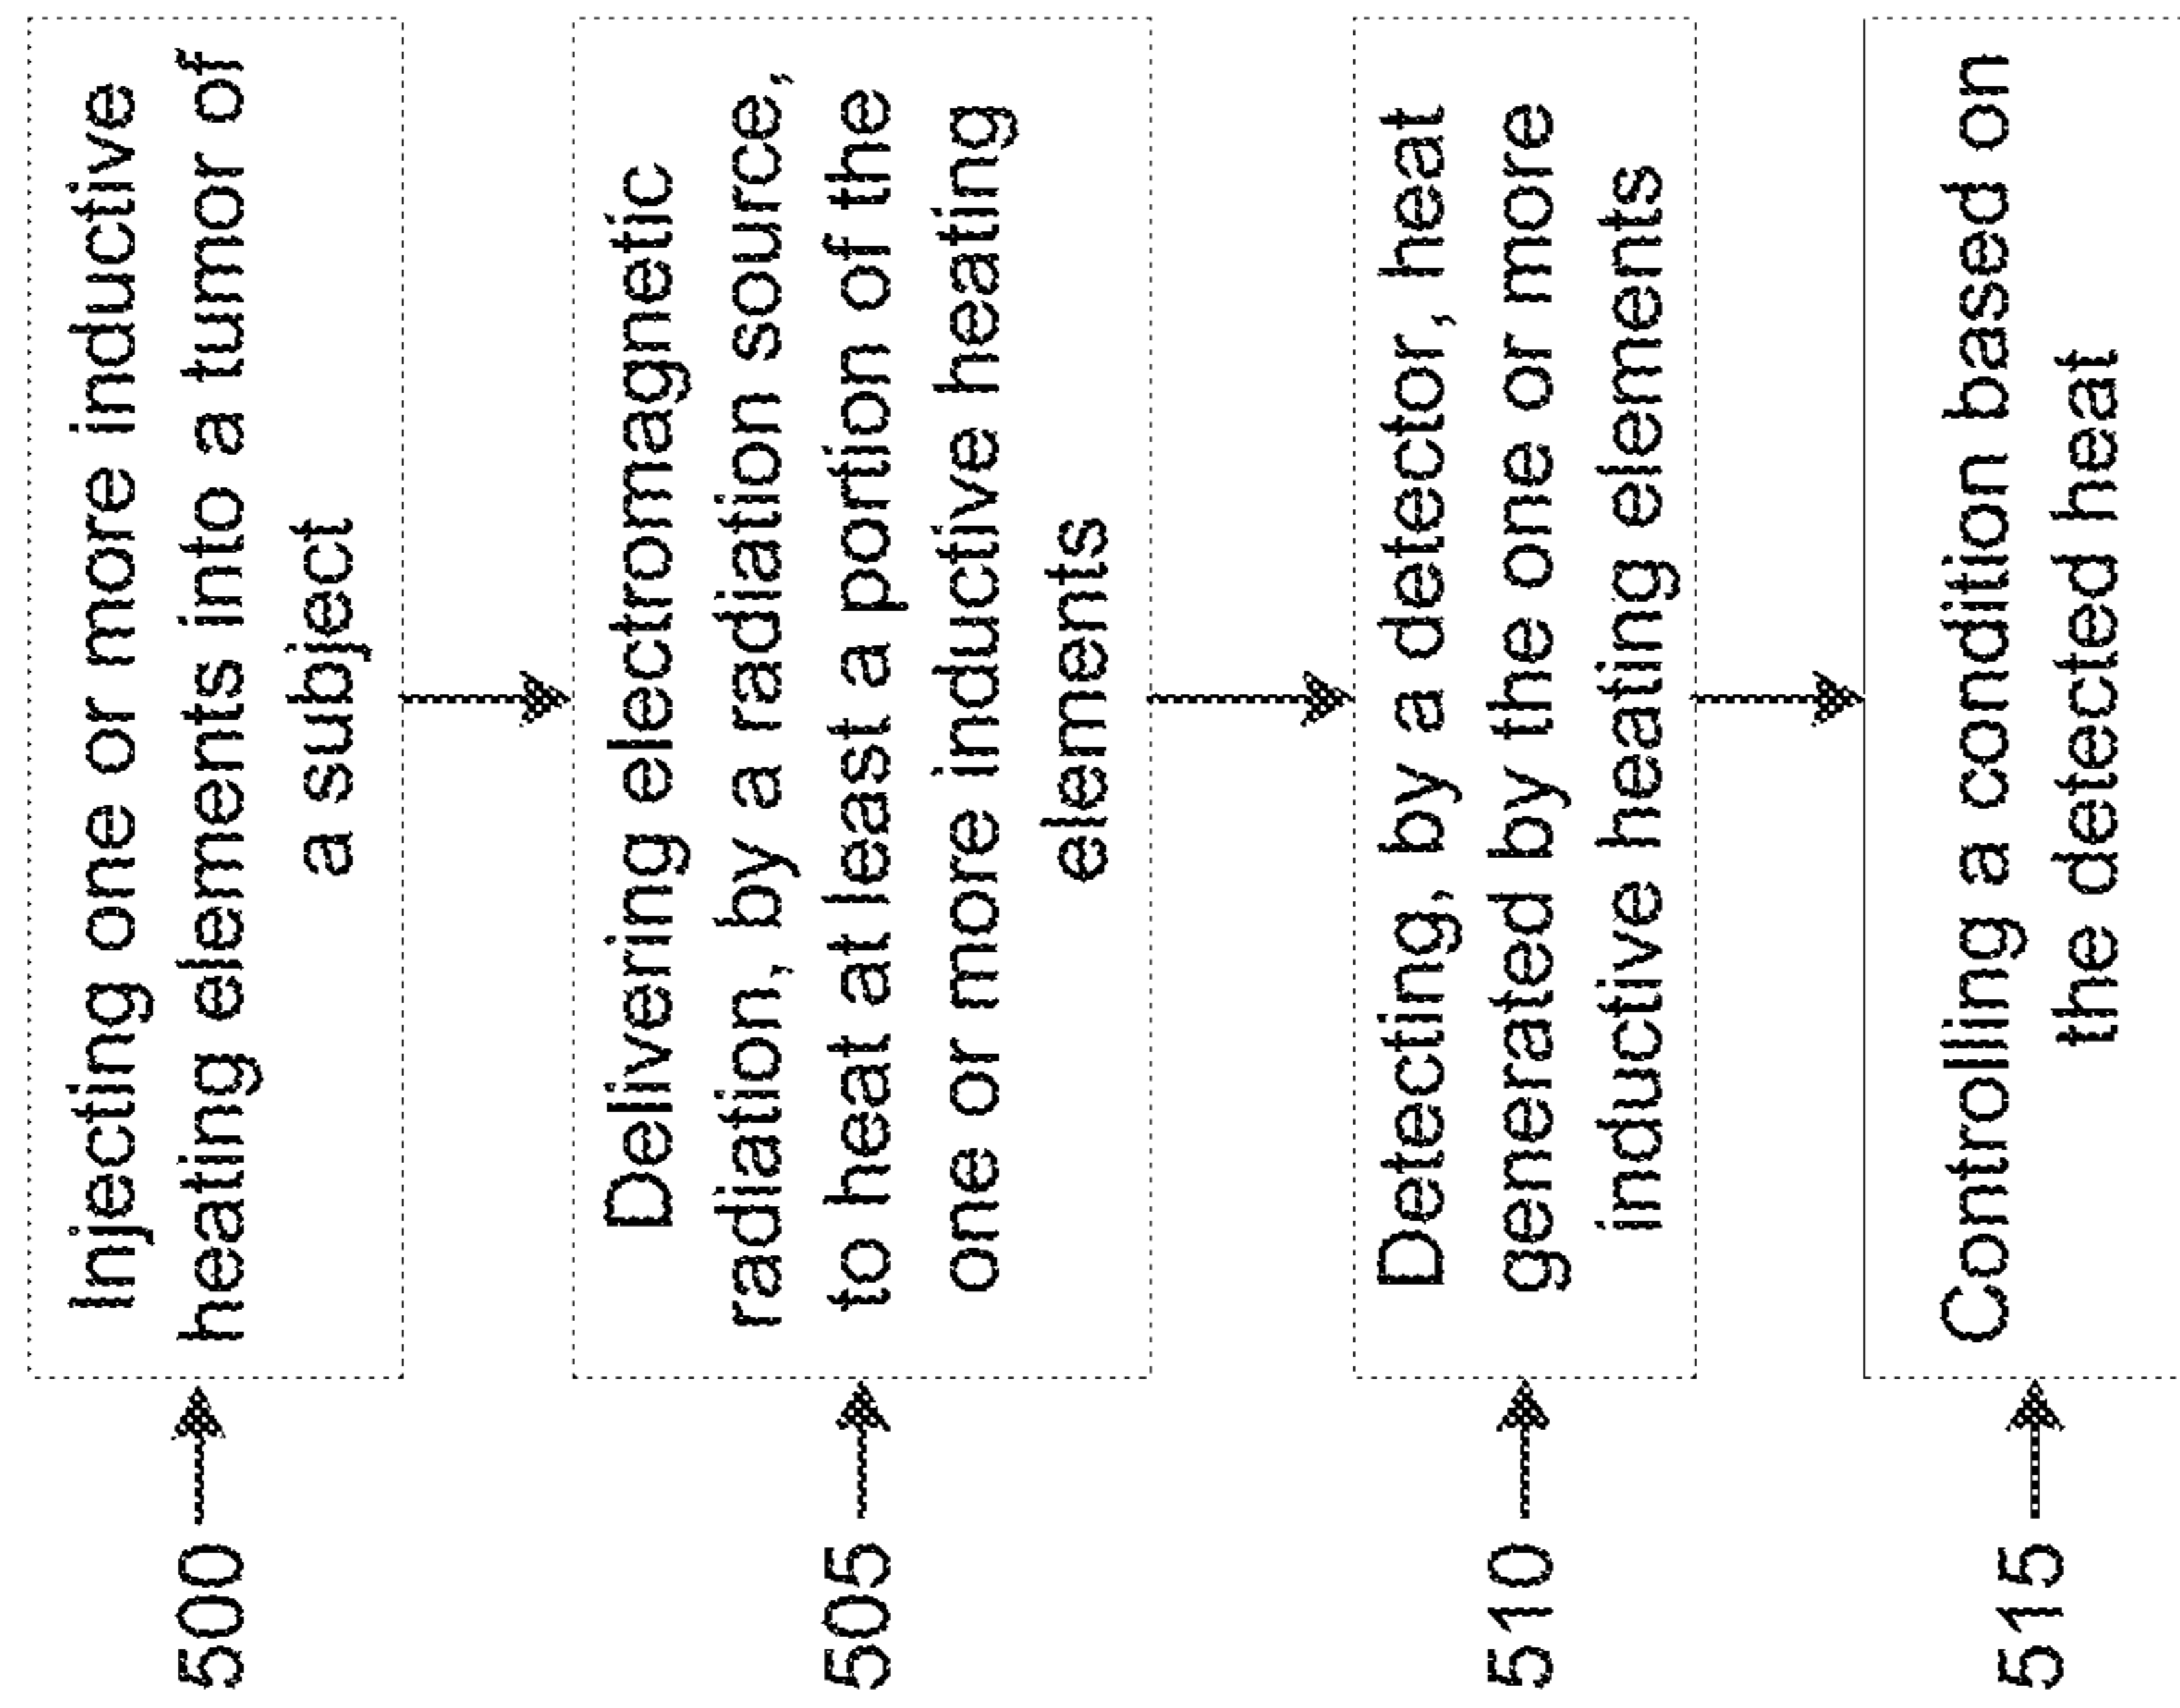 500
Injecting one or more inductive
heating elements into a tumor of
a subject
505
Delivering electromagnetic
radiation, by a radiation source,
to heat at least a portion of the
one or more inductive heating
elements
510
Detecting, by a detector, heat
generated by the one or more
inductive heating elements
515
Controlling a condition based on
the detected heat